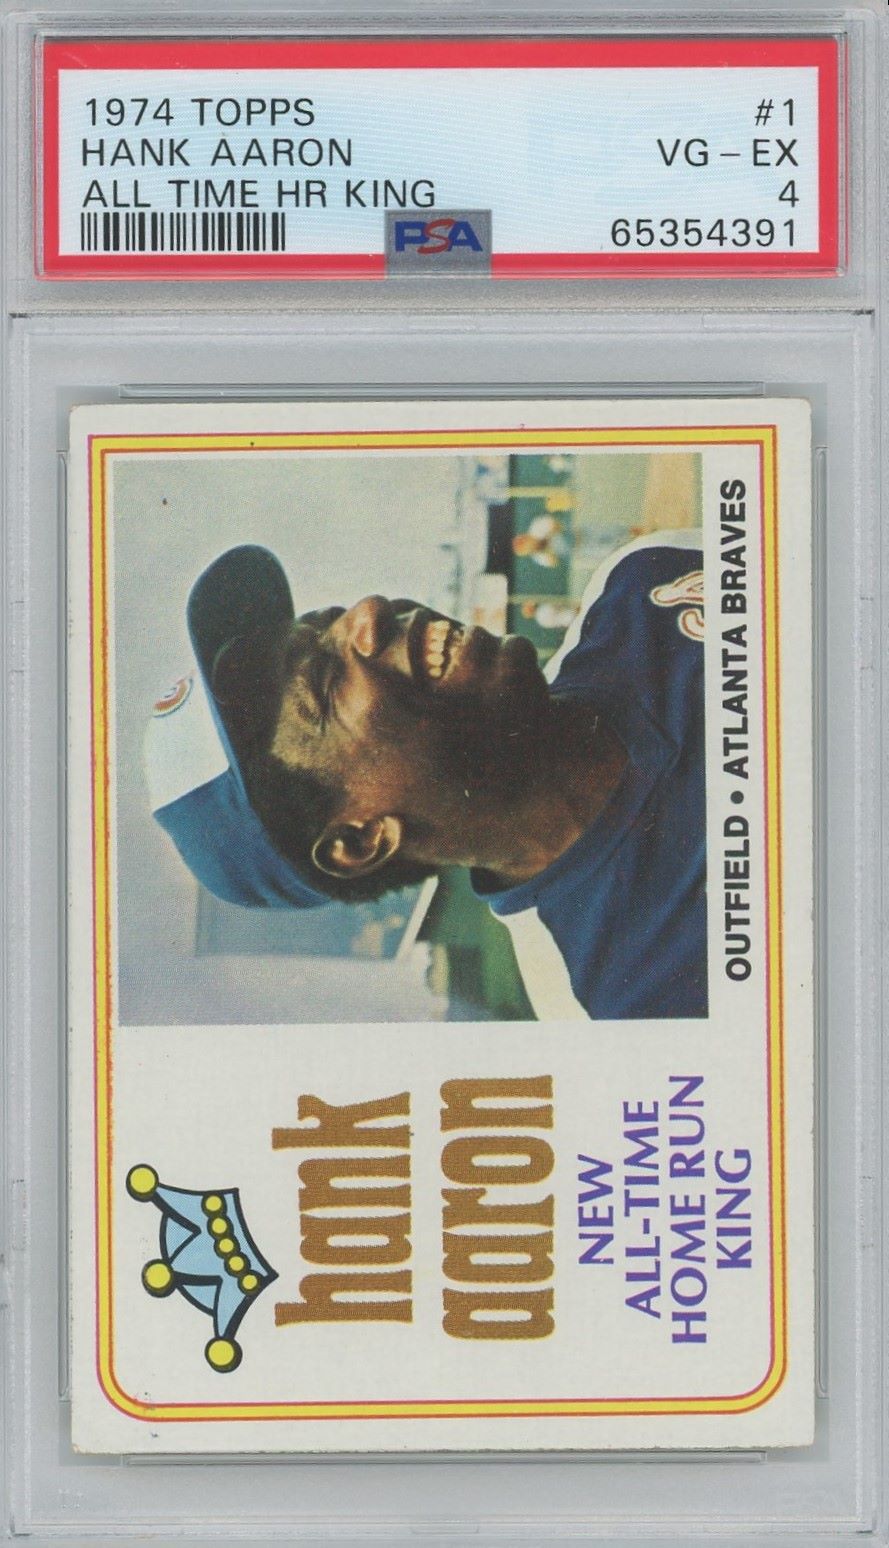 1974 TOPPS #1
HANK AARON VG - EX
ALL TIME HR KING 4
PSA 65354391
hank
aaron
NEW
ALL-TIME
HOME RUN
KING
OUTFIELD • ATLANTA BRAVES